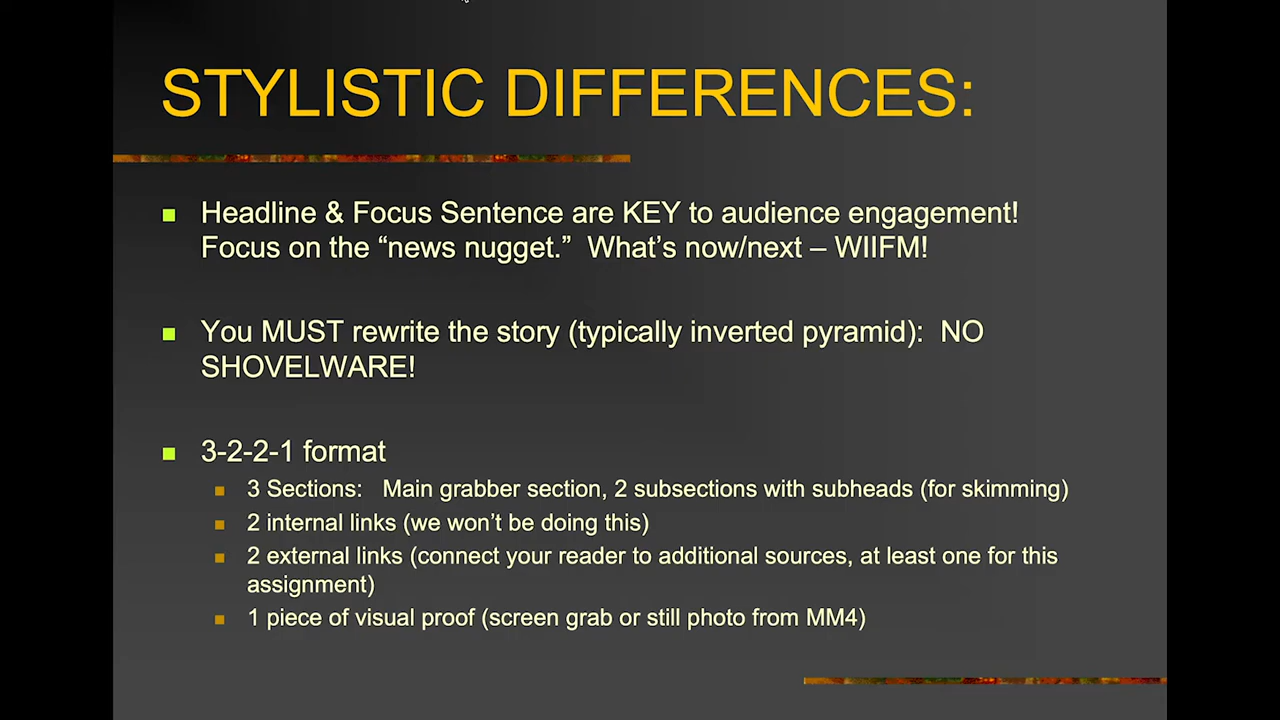 STYLISTIC DIFFERENCES:
Headline & Focus Sentence are KEY to audience engagement!
Focus on the “news nugget.”  What’s now/next – WIIFM!
You MUST rewrite the story (typically inverted pyramid):  NO
SHOVELWARE!
3-2-2-1 format
3 Sections:   Main grabber section, 2 subsections with subheads (for skimming)
2 internal links (we won’t be doing this)
2 external links (connect your reader to additional sources, at least one for this
assignment)
1 piece of visual proof (screen grab or still photo from MM4)